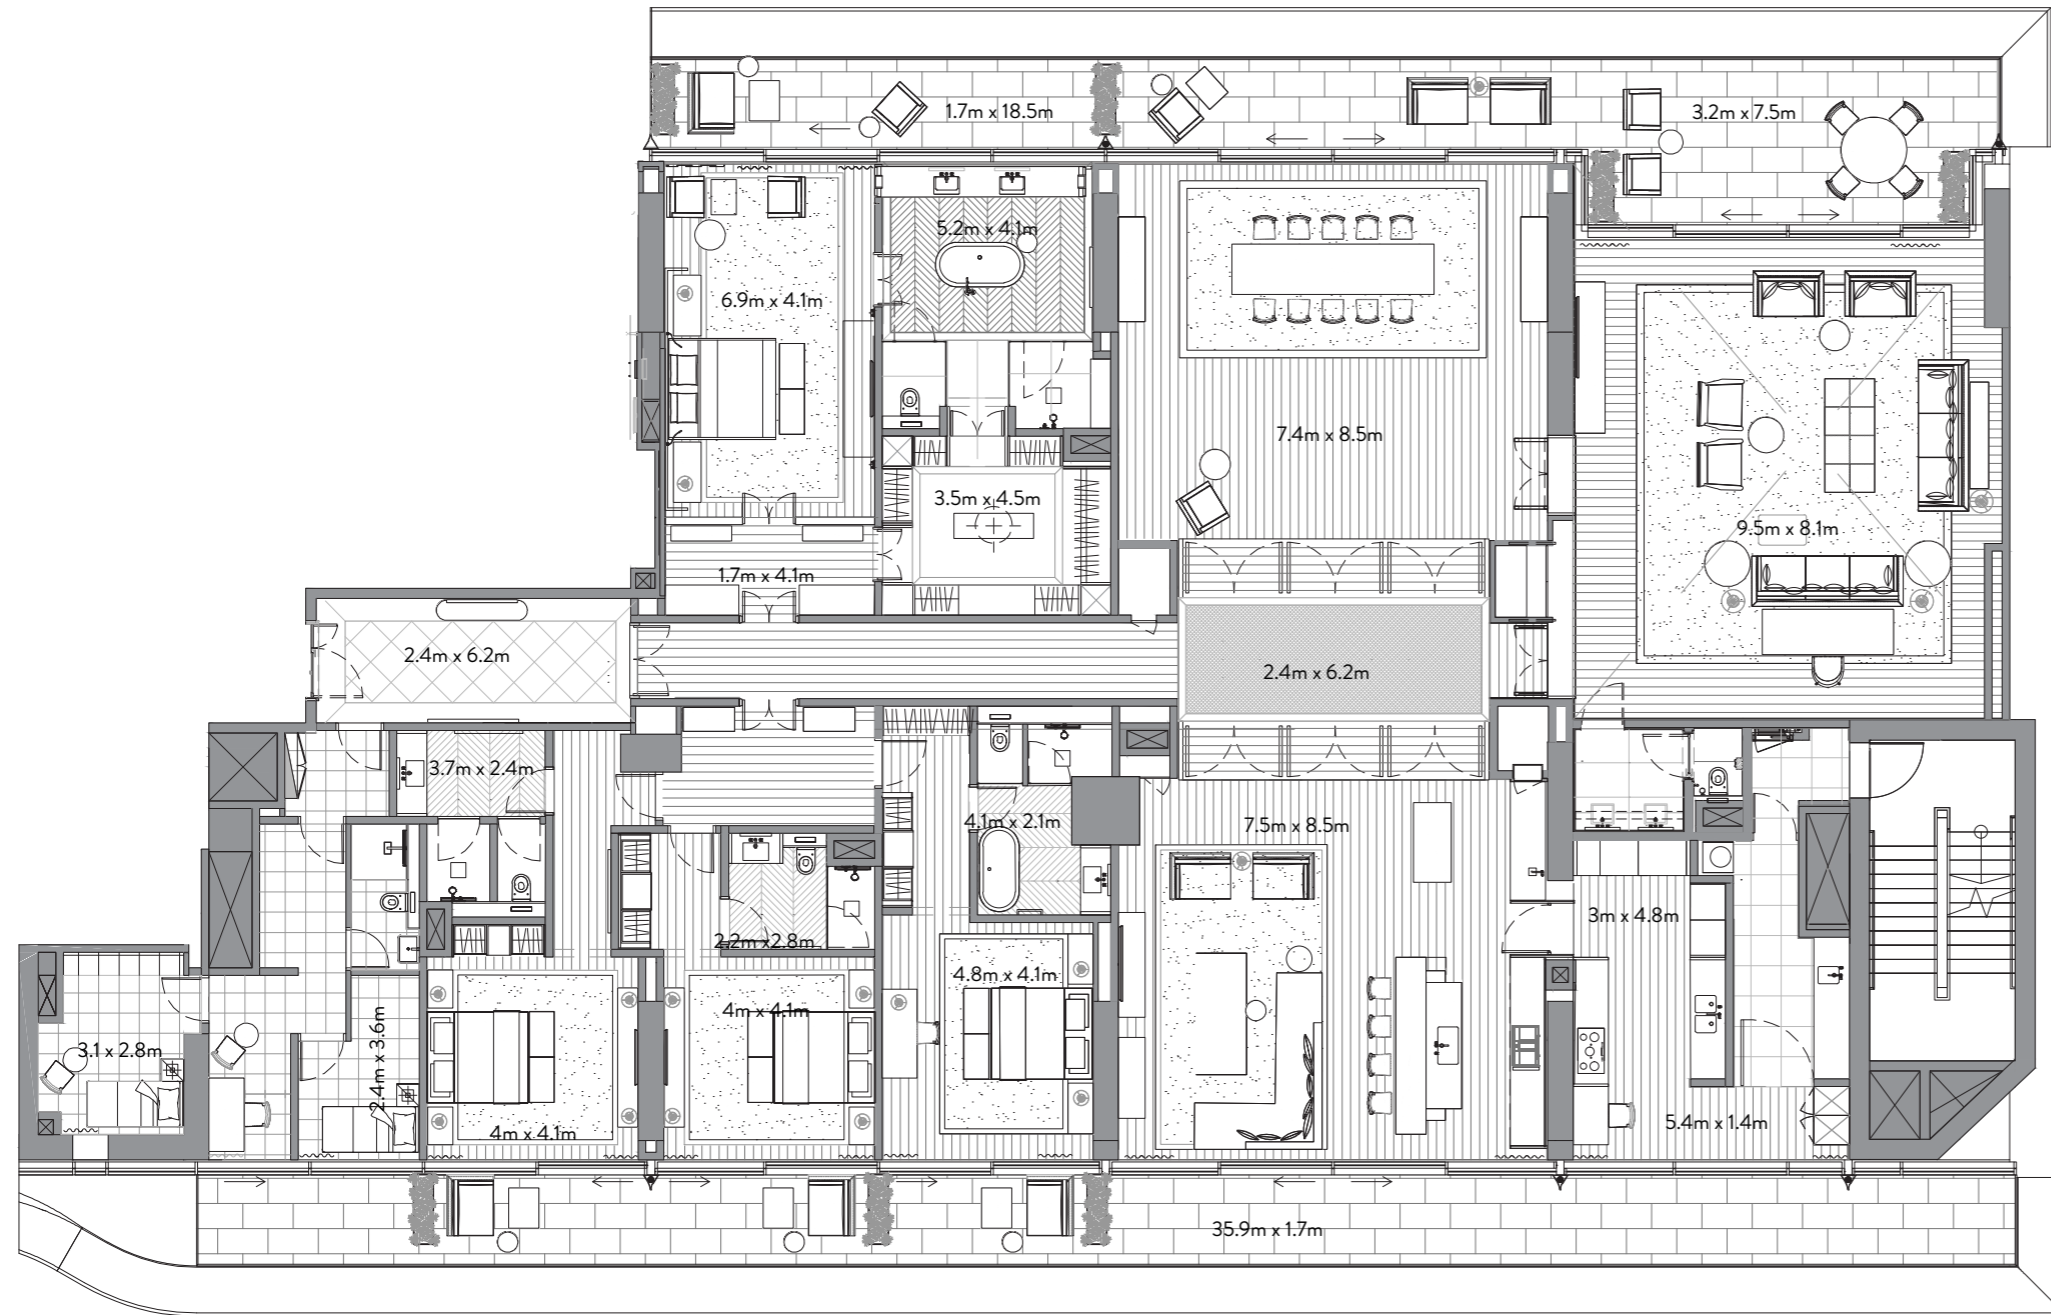 1.7m x 18.5m
3.2m x 7.5m
5.2m x 4.1m
6.9m x 4.1m
7.4m x 8.5m
3.5m x 4.5m
9.5m x 8.1m
1.7m x 4.1m
2.4m x 6.2m
2.4m x 6.2m
3.7m x 2.4m
4.1m x 2.1m
7.5m x 8.5m
3m x 4.8m
2.2m x2.8m
4.8m x 4.1m
4m x 4.1m
3.1 x 2.8m
2.4m x 3.6m
4m x 4.1m
5.4m x 1.4m
35.9m x 1.7m